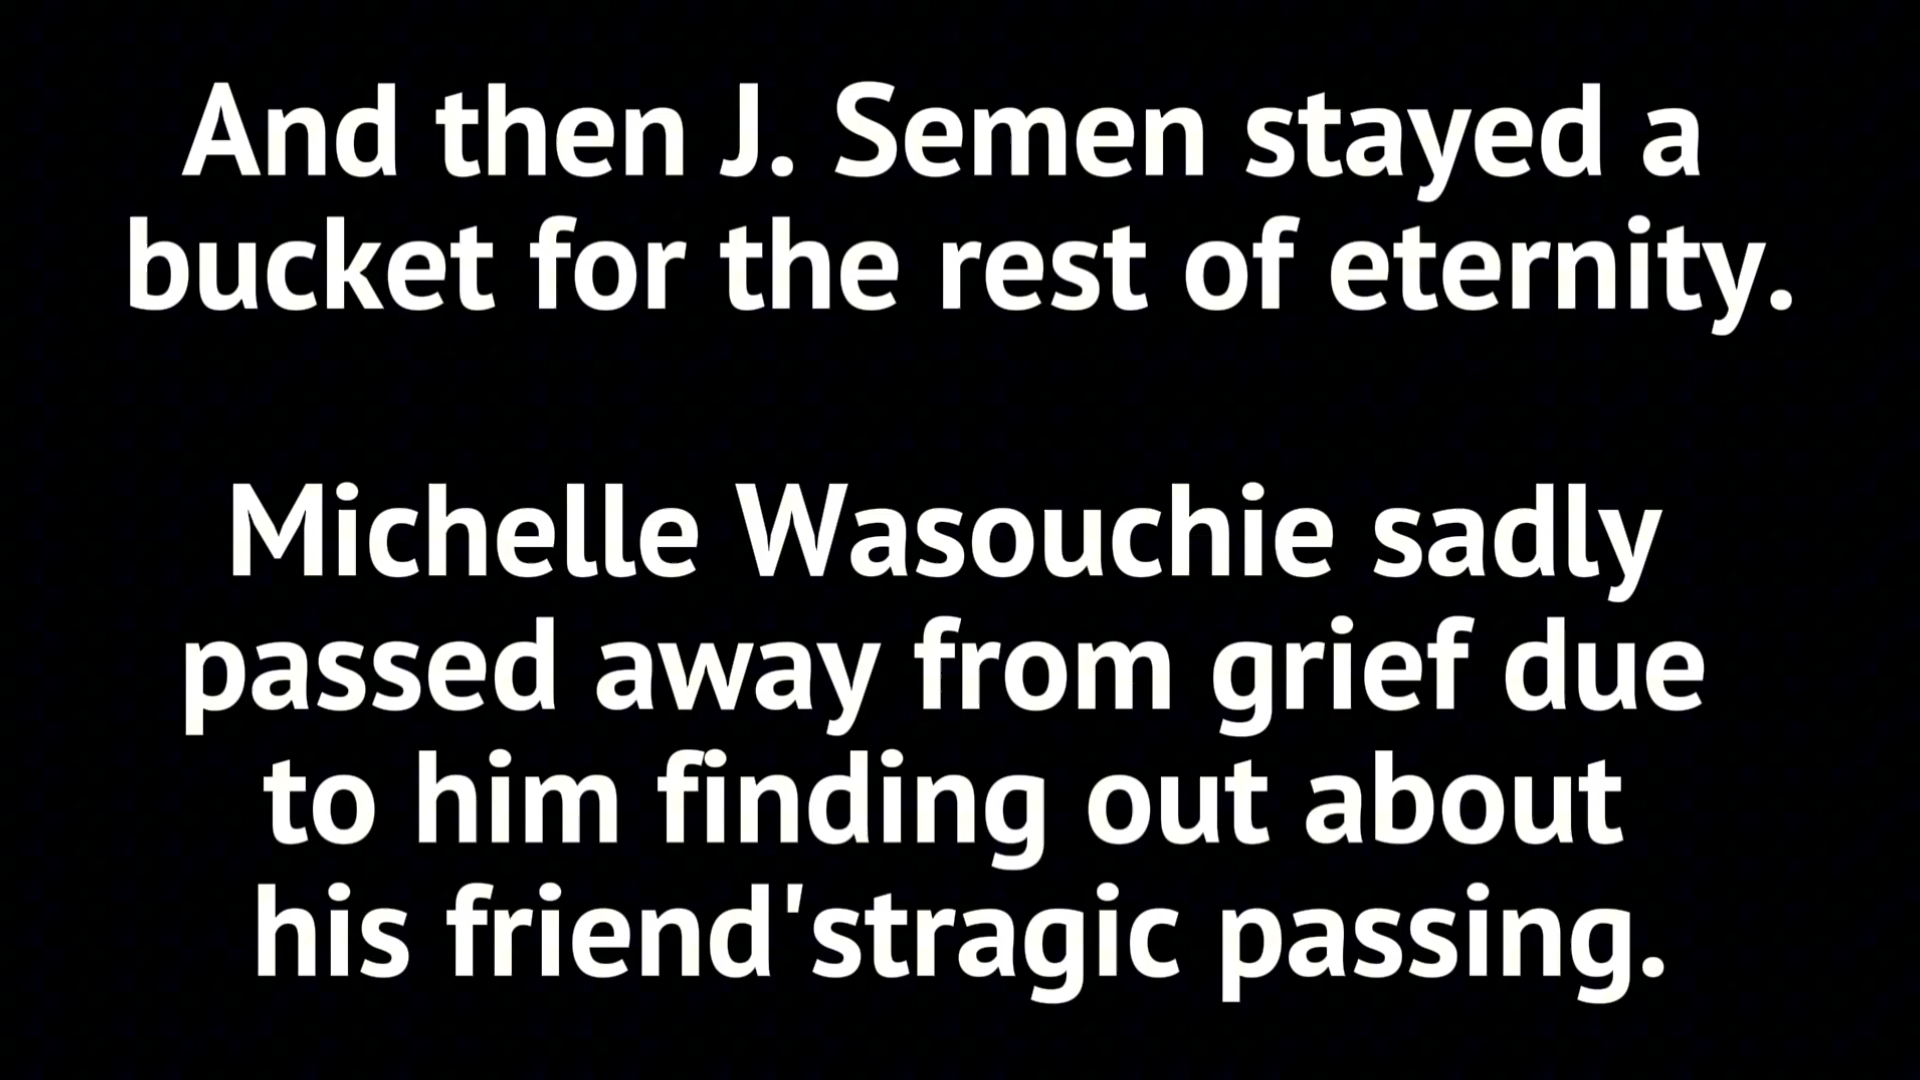 And then J. Semen stayed a
bucket for the rest of eternity.
Michelle Wasouchie sadly
passed away from grief due
to him finding out about
his friend'stragic passing.